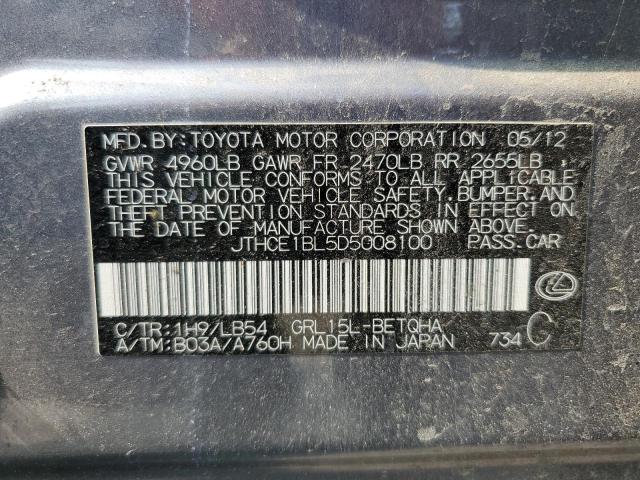 MFD. BY: TOYOTA MOTOR CORPORATION 05/12
GVWR 4960LB GAWR FR 2470LB RR 2655LB
THIS VEHICLE CONFORMS TO ALL APPLICABLE
FEDERAL MOTOR VEHICLE SAFETY, BUMPER, AND
THEFT PREVENTION STANDARDS IN EFFECT ON
THE DATE OF MANUFACTURE SHOWN ABOVE.
JTHCE1BL5D5008100 PASS. CAR
C/TR: 1H9/LB54 GRL15L-BETQHA C
A/TM: B03A/A760H MADE IN JAPAN 734